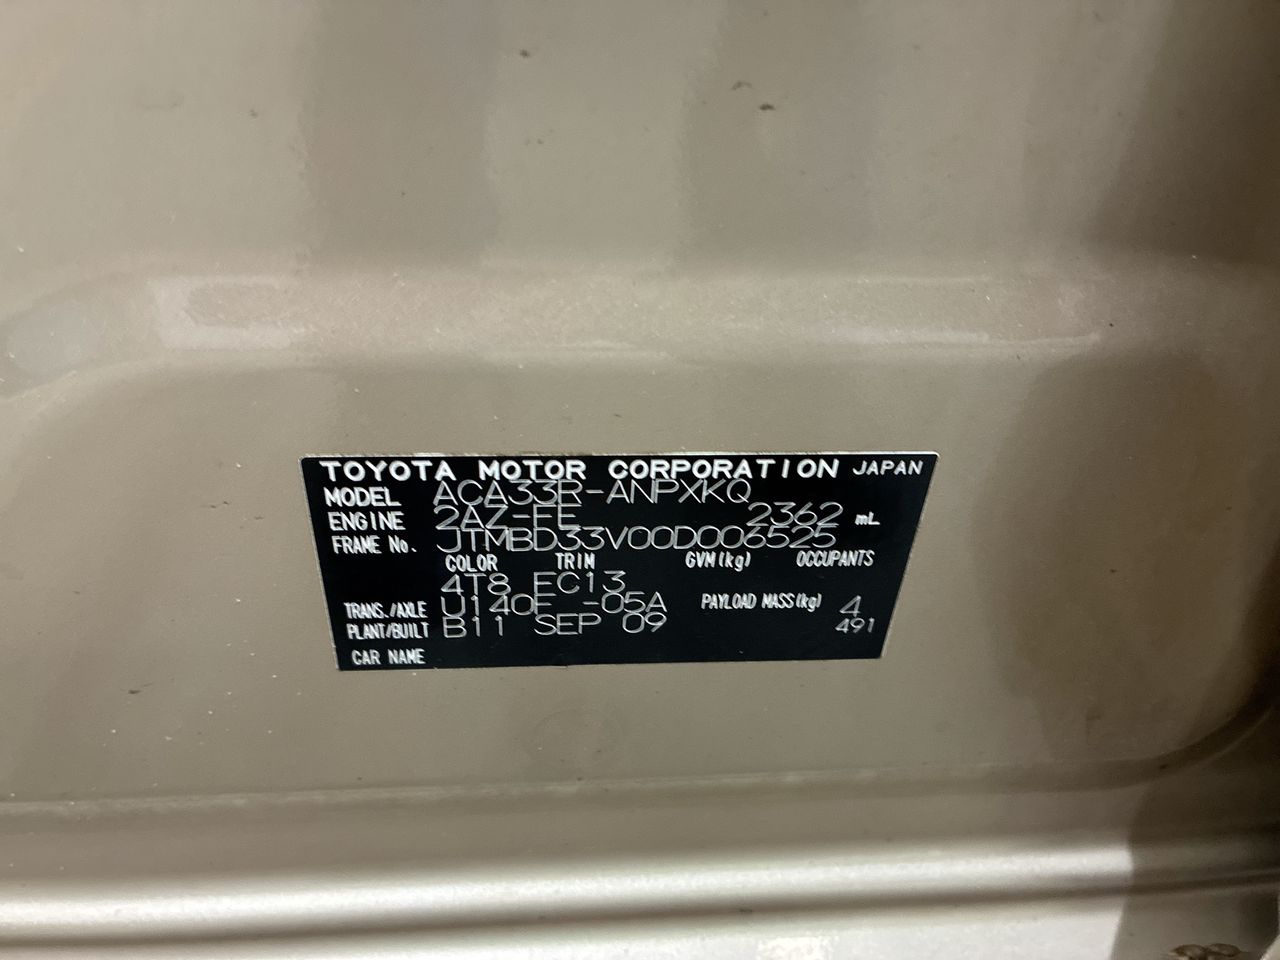 TOYOTA MOTOR CORPORATION JAPAN
MODEL ACA33R-ANPXKQ
ENGINE 2AZ-FE 2362 mL
FRAME No. JTMBD33V00D006525
COLOR TRIM GVM(kg) OCCUPANTS
4T8 FC13
TRANS./AXLE U140F -05A PAYLOAD MASS(kg) 4
PLANT/BUILT B11 SEP 09 491
CAR NAME